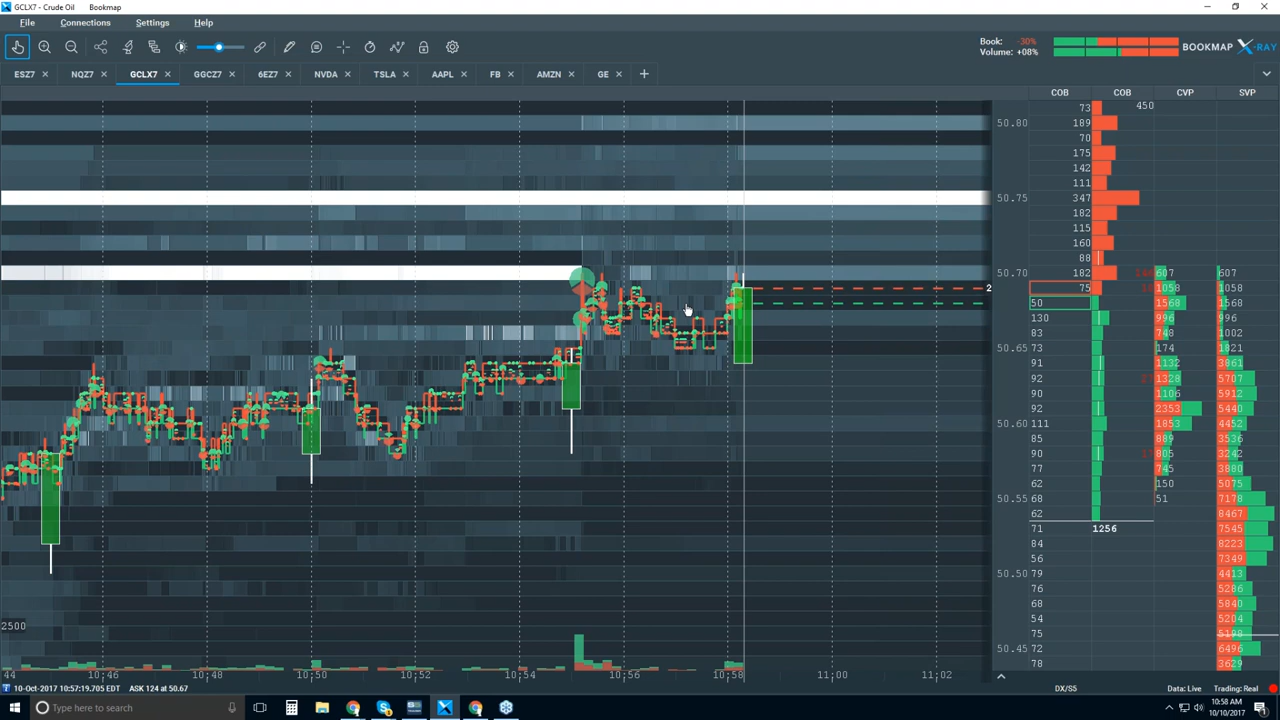 GCLX7 - Crude Oil Bookmap
File Connections Settings Help
Book: -30%
Volume: +08%
BOOKMAP X-RAY
ESZ7 NQZ7 GCLX7 GGCZ7 6EZ7 NVDA TSLA AAPL FB AMZN GE
COB COB CVP SVP
73 450
50.80 189
70
175
142
111
50.75 347
182
115
160
88
50.70 182 607 607
2 75 1058 1058
50 1568 1568
130 996 996
83 748 1002
50.65 73 174 1821
91 1132 3861
92 1328 5707
90 1106 5912
92 2353 5440
50.60 111 1853 4452
85 889 3536
90 805 3242
77 745 3880
62 150 5075
50.55 68 51 7178
62 8467
71 1256 7545
84 8223
56 7349
50.50 79 4413
76 5286
68 5840
54 5204
2500 75 5198
50.45 72 6496
78 3629
44 10:46 10:48 10:50 10:52 10:54 10:56 10:58 11:00 11:02
10-Oct-2017 10:57:19.705 EDT ASK 124 at 50.67 DX/S5 Data: Live Trading: Real
Type here to search 10:58 AM
10/10/2017